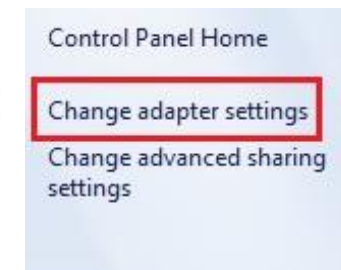 Control Panel Home
Change adapter settings
Change advanced sharing
settings